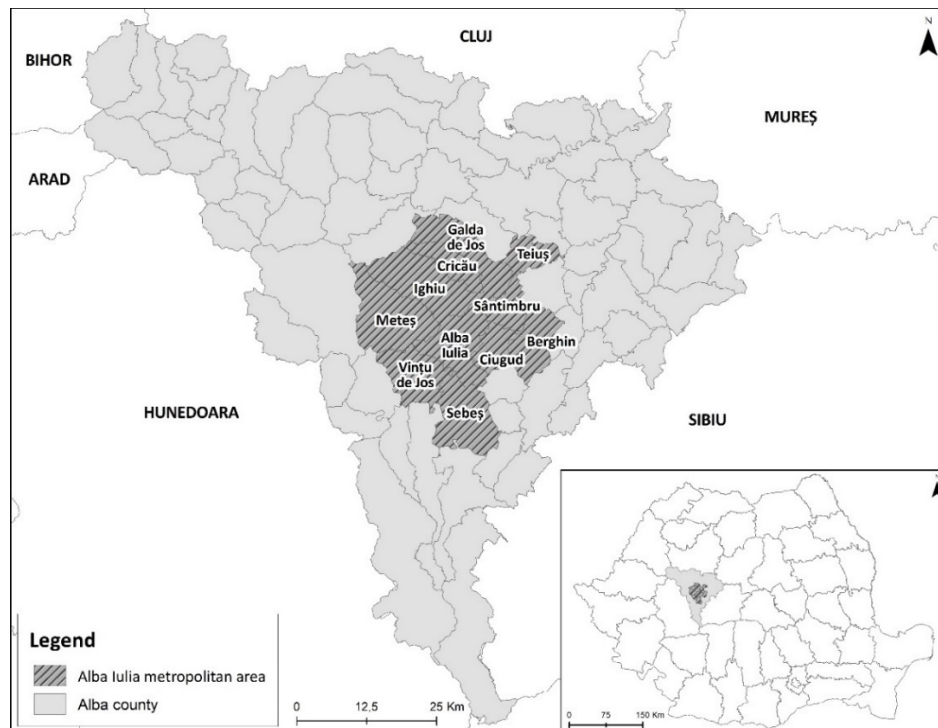 N
CLUJ
BIHOR
MUREȘ
ARAD
Galda
de Jos
Teiuș
Cricău
Ighiu
Sântimbru
Meteș
Alba
Iulia
Berghin
Ciugud
Vințu
de Jos
HUNEDOARA
Sebeș
SIBIU
Legend
Alba Iulia metropolitan area
Alba county
0 12,5 25 Km
0 75 150 Km